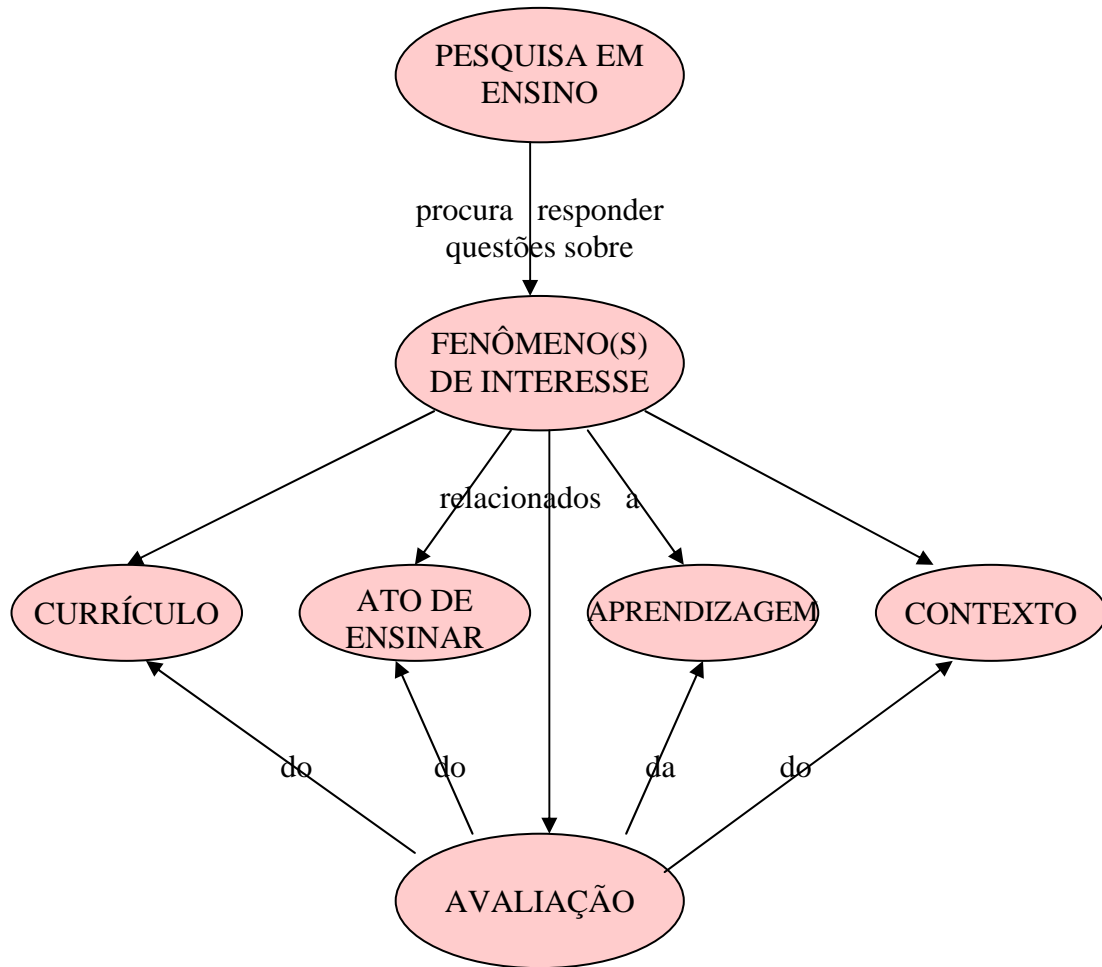 PESQUISA EM
ENSINO
procura responder
questões sobre
FENÔMENO(S)
DE INTERESSE
relacionados a
CURRÍCULO
ATO DE
ENSINAR
APRENDIZAGEM
CONTEXTO
do
do
da
do
AVALIAÇÃO